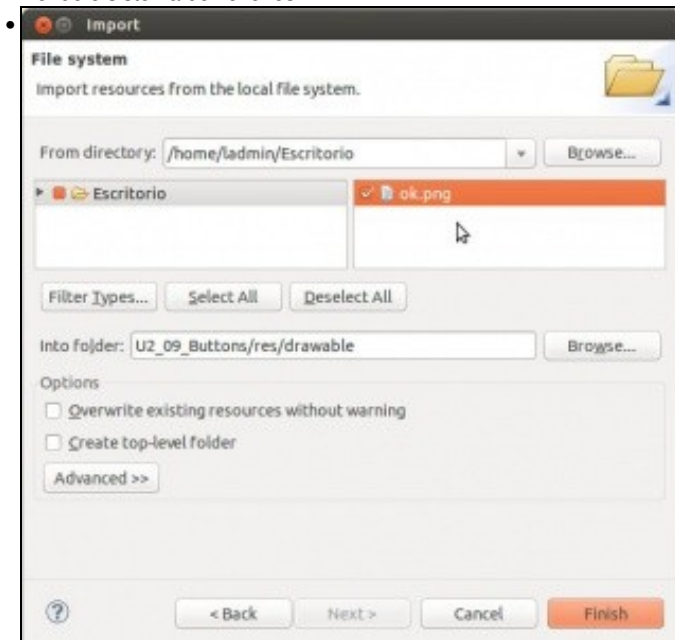 Import
File system
Import resources from the local file system.
From directory: /home/ladmin/Escritorio
Browse...
Escritorio
ok.png
Filter Types...
Select All
Deselect All
Into folder: U2_09_Buttons/res/drawable
Browse...
Options
Overwrite existing resources without warning
Create top-level folder
Advanced >>
?
< Back
Next >
Cancel
Finish